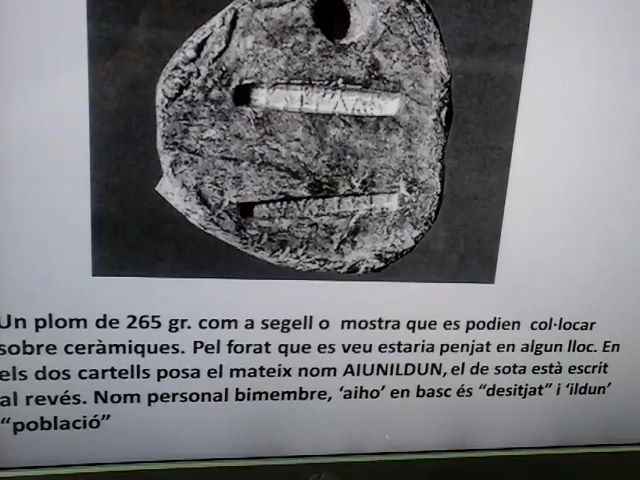 Un plom de 265 gr. com a segell o mostra que es podien col·locar
sobre ceràmiques. Pel forat que es veu estaria penjat en algun lloc. En
els dos cartells posa el mateix nom AIUNILDUN, el de sota està escrit
al revés. Nom personal bimembre, ‘aiho’ en basc és “desitjat” i ‘ildun’
“població”